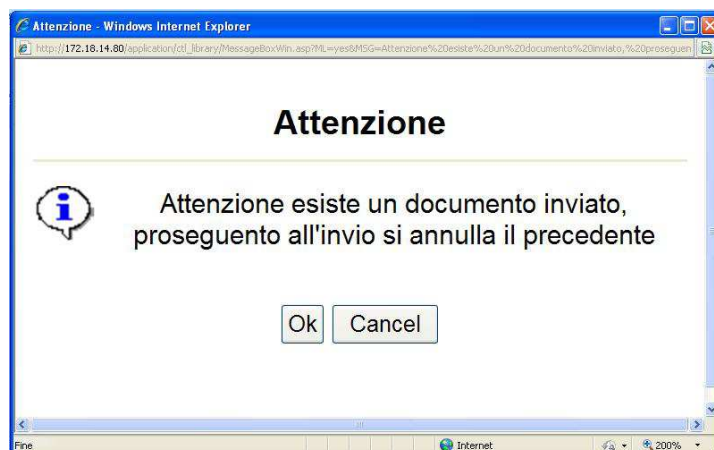 Attenzione - Windows Internet Explorer
http://172.18.14.80/application/ctl_library/MessageBoxWin.asp?ML=yes&MSG=Attenzione%20esiste%20un%20documento%20inviato,%20proseguen
Attenzione
Attenzione esiste un documento inviato,
proseguento all'invio si annulla il precedente
Ok Cancel
Fine Internet 200%